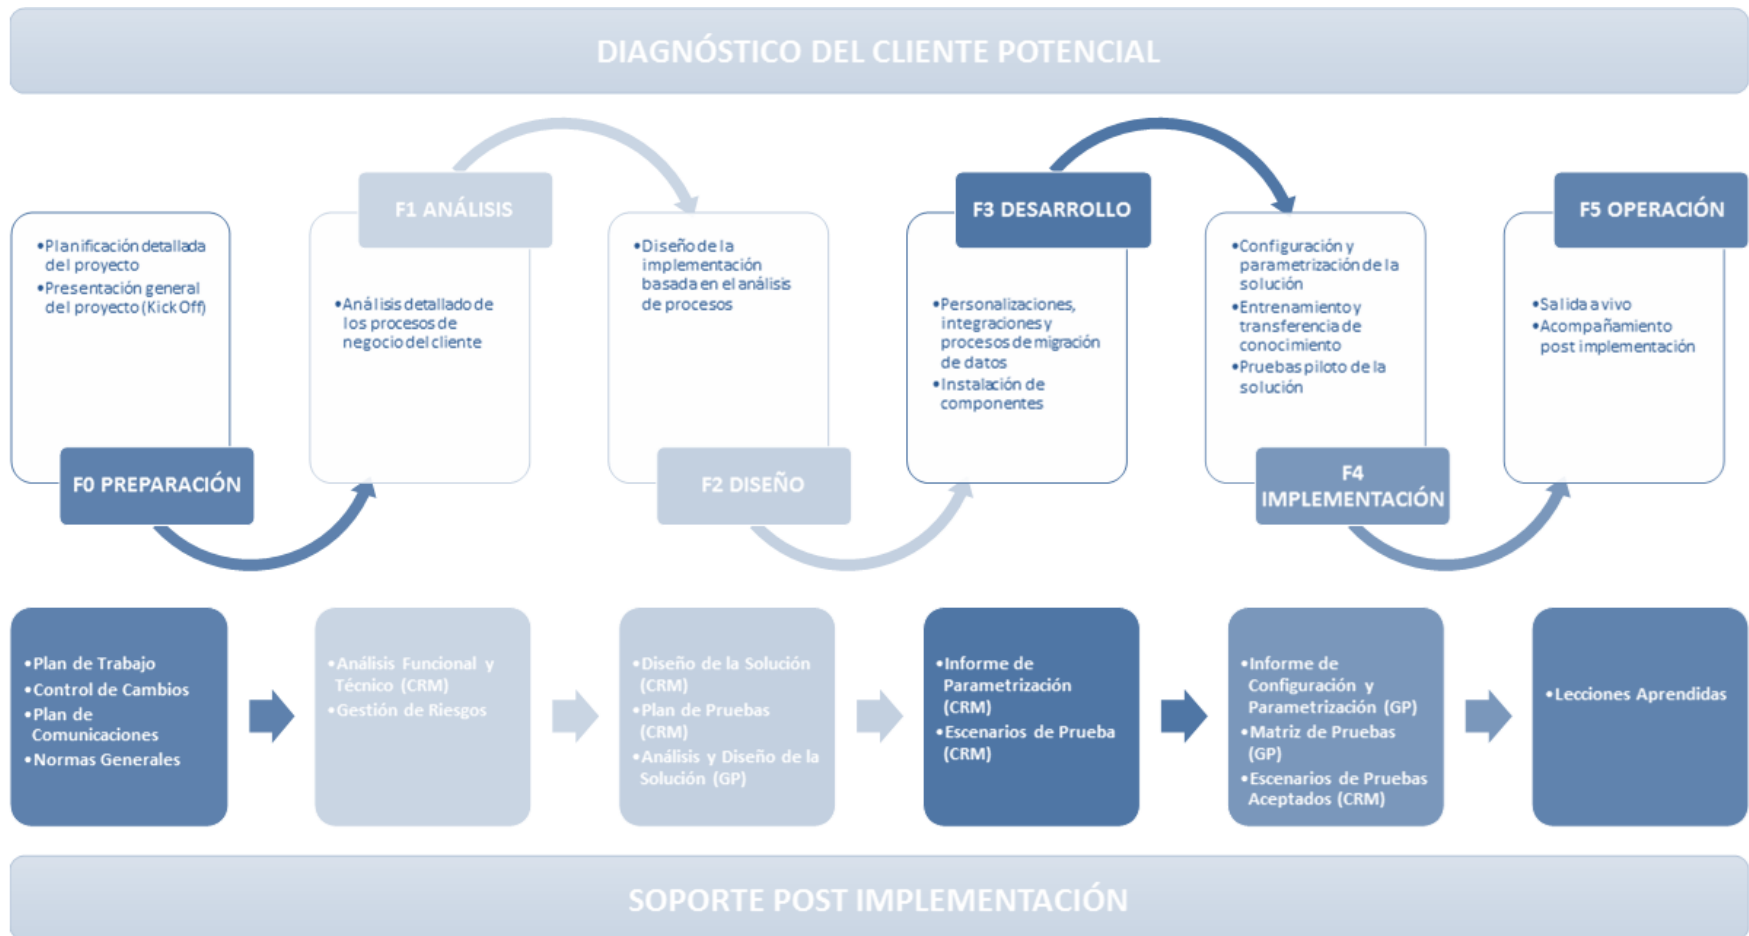 DIAGNÓSTICO DEL CLIENTE POTENCIAL
•Planificación detallada
del proyecto
•Presentación general
del proyecto (Kick Off)
F0 PREPARACIÓN
F1 ANÁLISIS
•Análisis detallado de
los procesos de
negocio del cliente
•Diseño de la
implementación
basada en el análisis
de procesos
F2 DISEÑO
F3 DESARROLLO
•Personalizaciones,
integraciones y
procesos de migración
de datos
•Instalación de
componentes
•Configuración y
parametrización de la
solución
•Entrenamiento y
transferencia de
conocimiento
•Pruebas piloto de la
solución
F4
IMPLEMENTACIÓN
F5 OPERACIÓN
•Salida a vivo
•Acompañamiento
post implementación
•Plan de Trabajo
•Control de Cambios
•Plan de
Comunicaciones
•Normas Generales
•Análisis Funcional y
Técnico (CRM)
•Gestión de Riesgos
•Diseño de la Solución
(CRM)
•Plan de Pruebas
(CRM)
•Análisis y Diseño de la
Solución (GP)
•Informe de
Parametrización
(CRM)
•Escenarios de Prueba
(CRM)
•Informe de
Configuración y
Parametrización (GP)
•Matriz de Pruebas
(GP)
•Escenarios de Pruebas
Aceptados (CRM)
•Lecciones Aprendidas
SOPORTE POST IMPLEMENTACIÓN